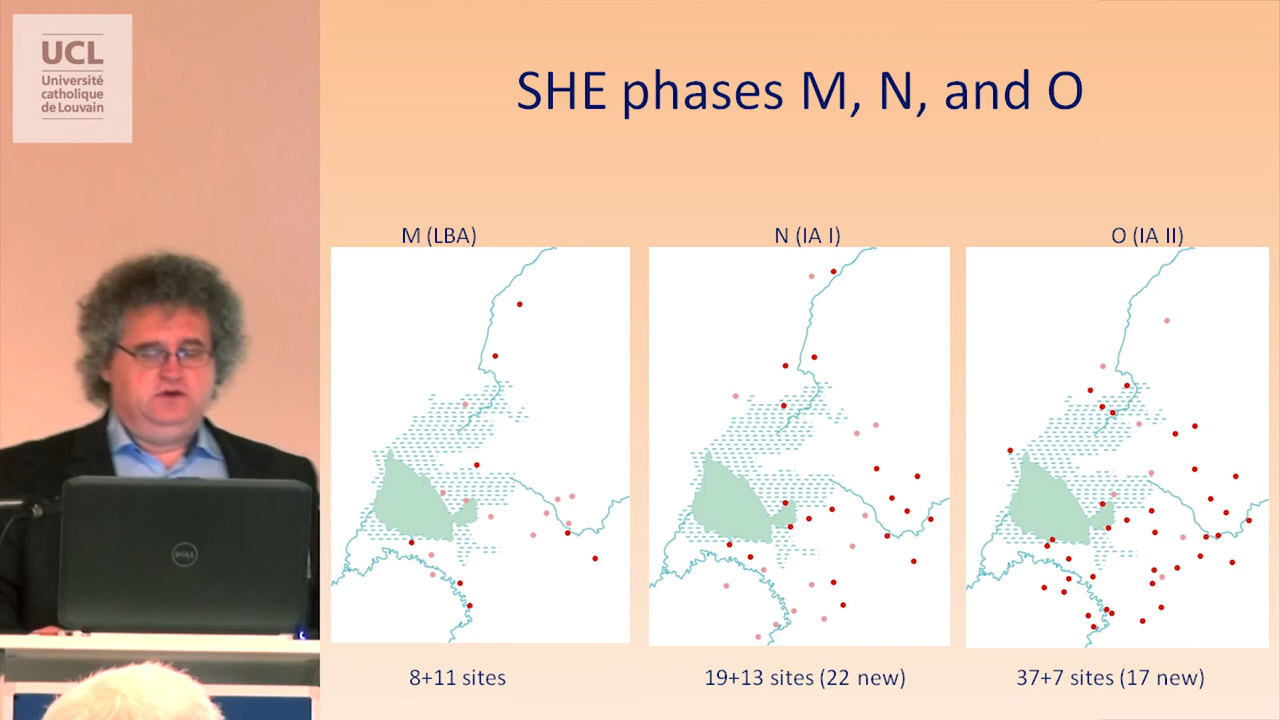 UCL
Université
catholique
de Louvain
SHE phases M, N, and O
M (LBA)
N (IA I)
O (IA II)
8+11 sites
19+13 sites (22 new)
37+7 sites (17 new)
DELL